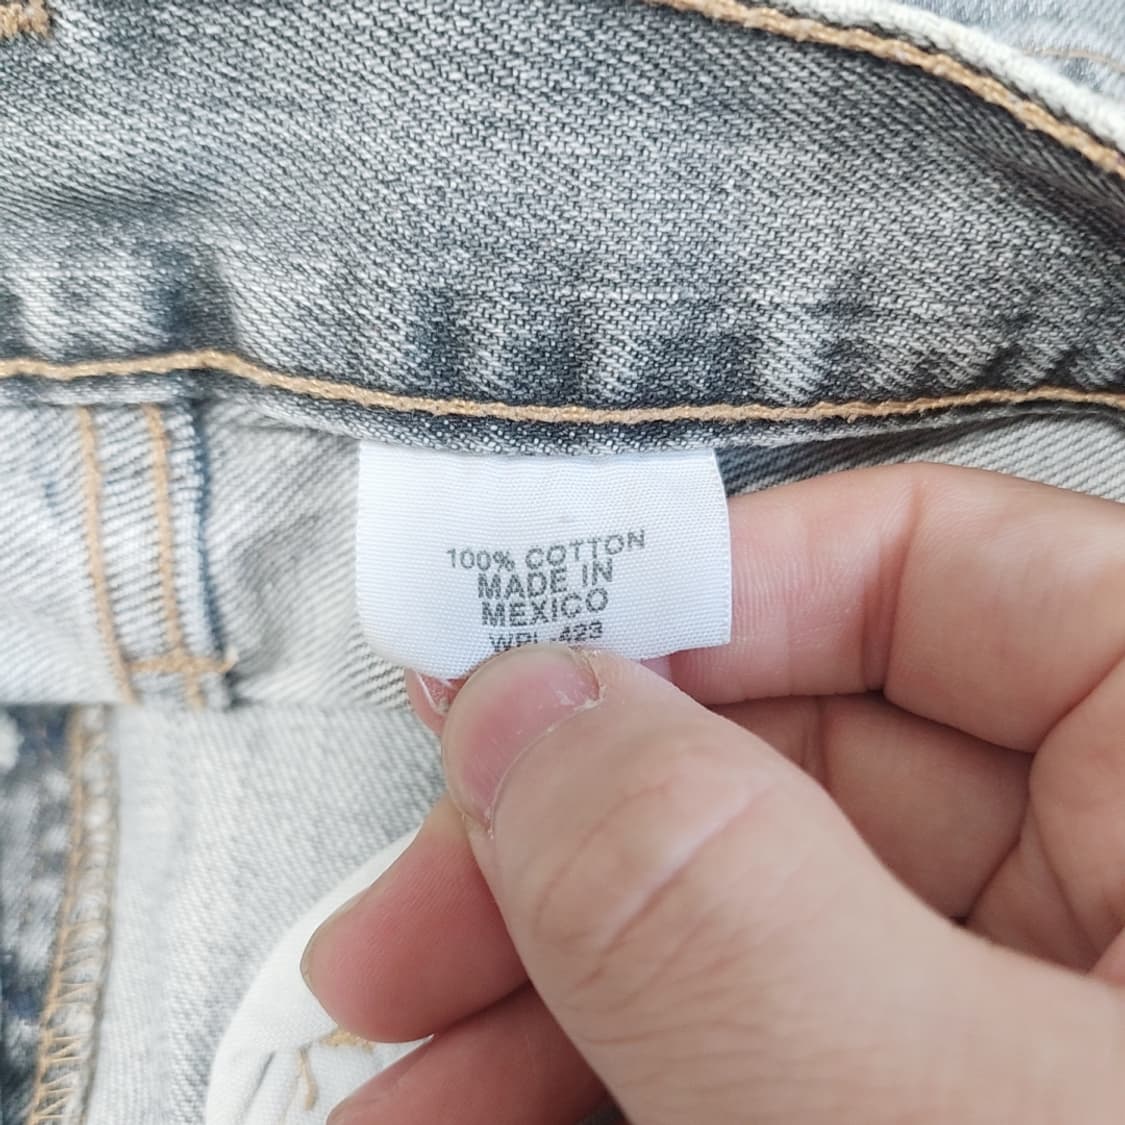 100% COTTON
MADE IN
MEXICO
WPL-423